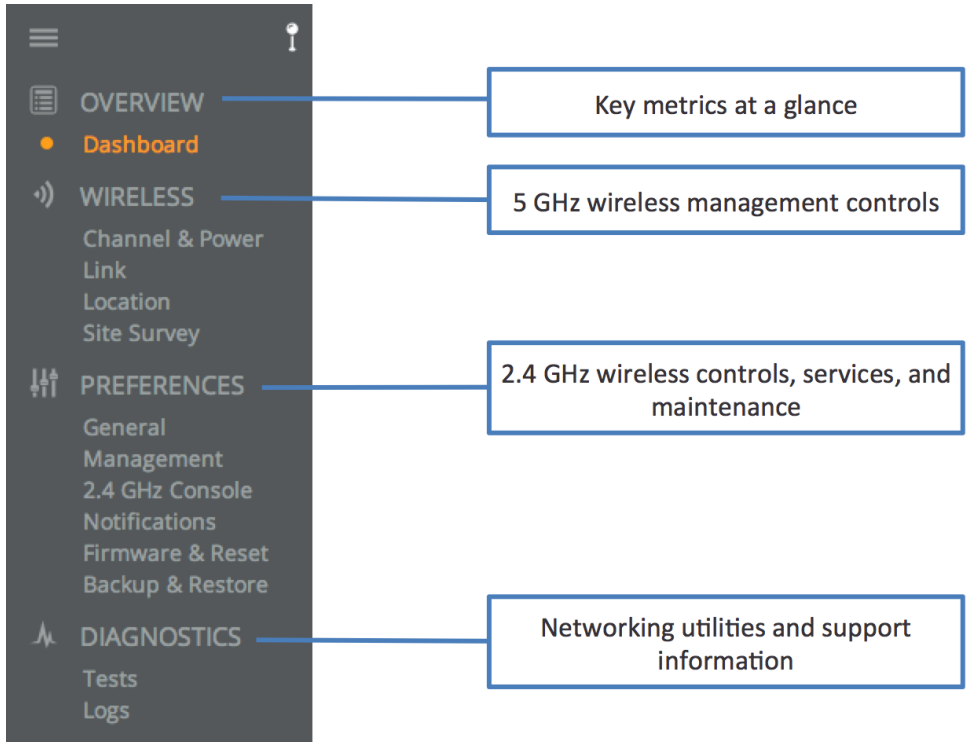 OVERVIEW
Key metrics at a glance
Dashboard
WIRELESS
5 GHz wireless management controls
Channel & Power
Link
Location
Site Survey
PREFERENCES
2.4 GHz wireless controls, services, and
maintenance
General
Management
2.4 GHz Console
Notifications
Firmware & Reset
Backup & Restore
DIAGNOSTICS
Networking utilities and support
information
Tests
Logs